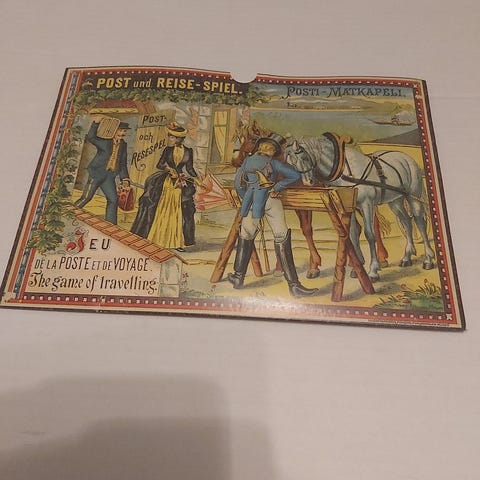 POST und REISE-SPIEL.
POSTI-MATKAPELI.
POST-
och
RESESPEL
JEU
DE LA POSTE ET DE VOYAGE.
The game of travelling.